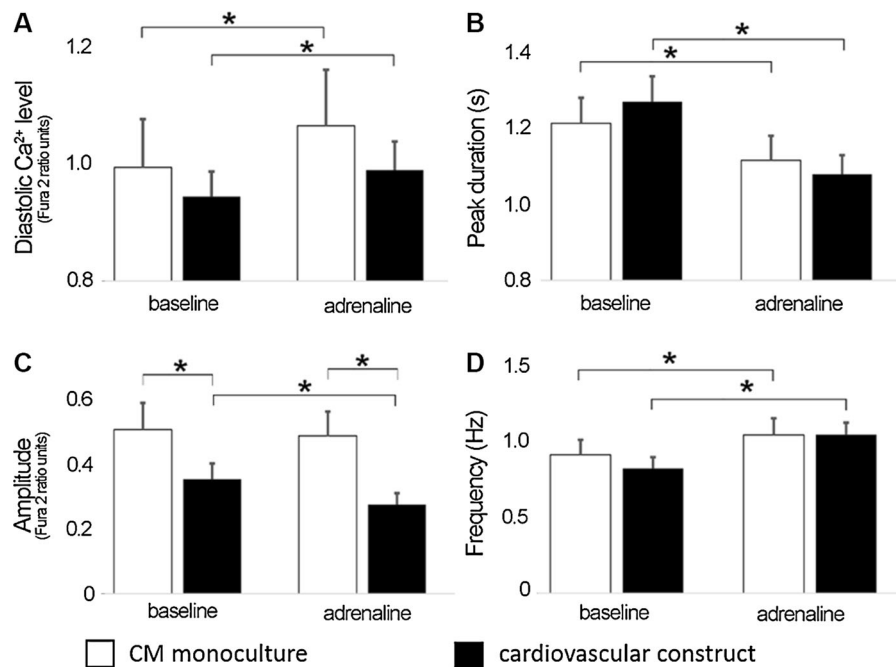 A
Diastolic Ca²⁺ level
(Fura 2 ratio units)
1.2
1.0
0.8
*
*
baseline
adrenaline
B
Peak duration (s)
1.4
1.2
1.0
0.8
*
*
baseline
adrenaline
C
Amplitude
(Fura 2 ratio units)
0.6
0.4
0.2
0
*
*
*
baseline
adrenaline
D
Frequency (Hz)
1.5
1.0
0.5
0
*
*
baseline
adrenaline
CM monoculture
cardiovascular construct